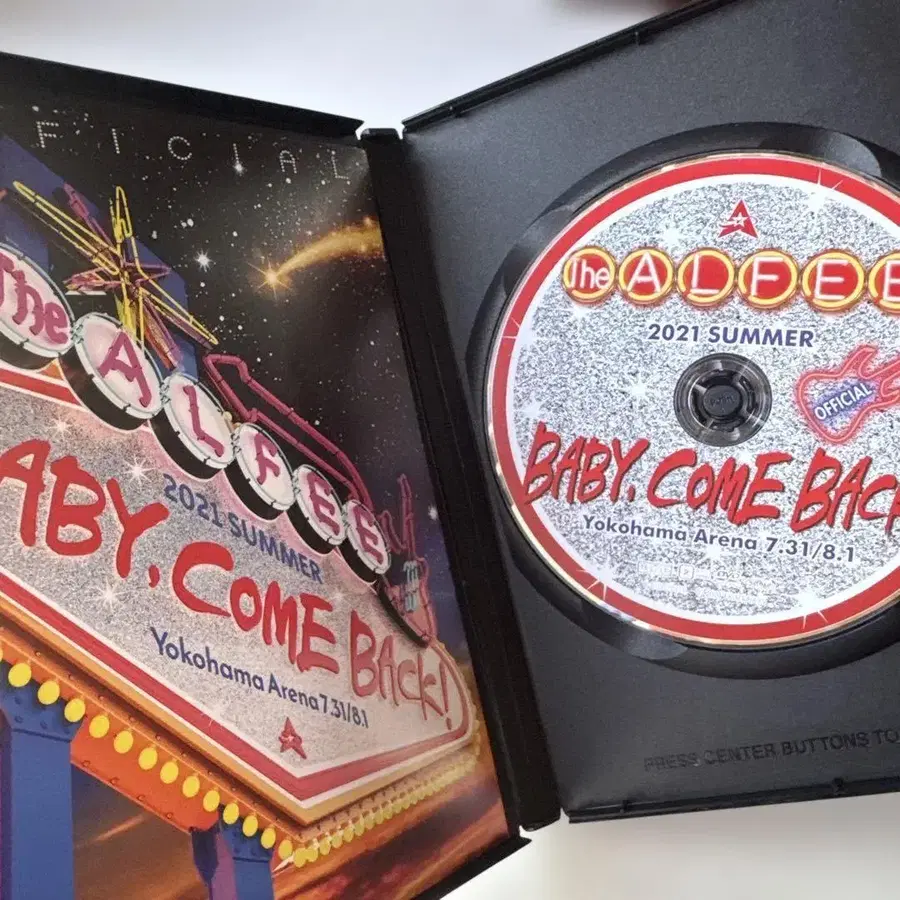 FICIAL
The ALFEE
2021 SUMMER
ABY, COME BACK!
Yokohama Arena 7.31/8.1
The ALFEE
2021 SUMMER
OFFICIAL
BABY, COME BACK
Yokohama Arena 7.31/8.1
PRESS CENTER BUTTONS TO